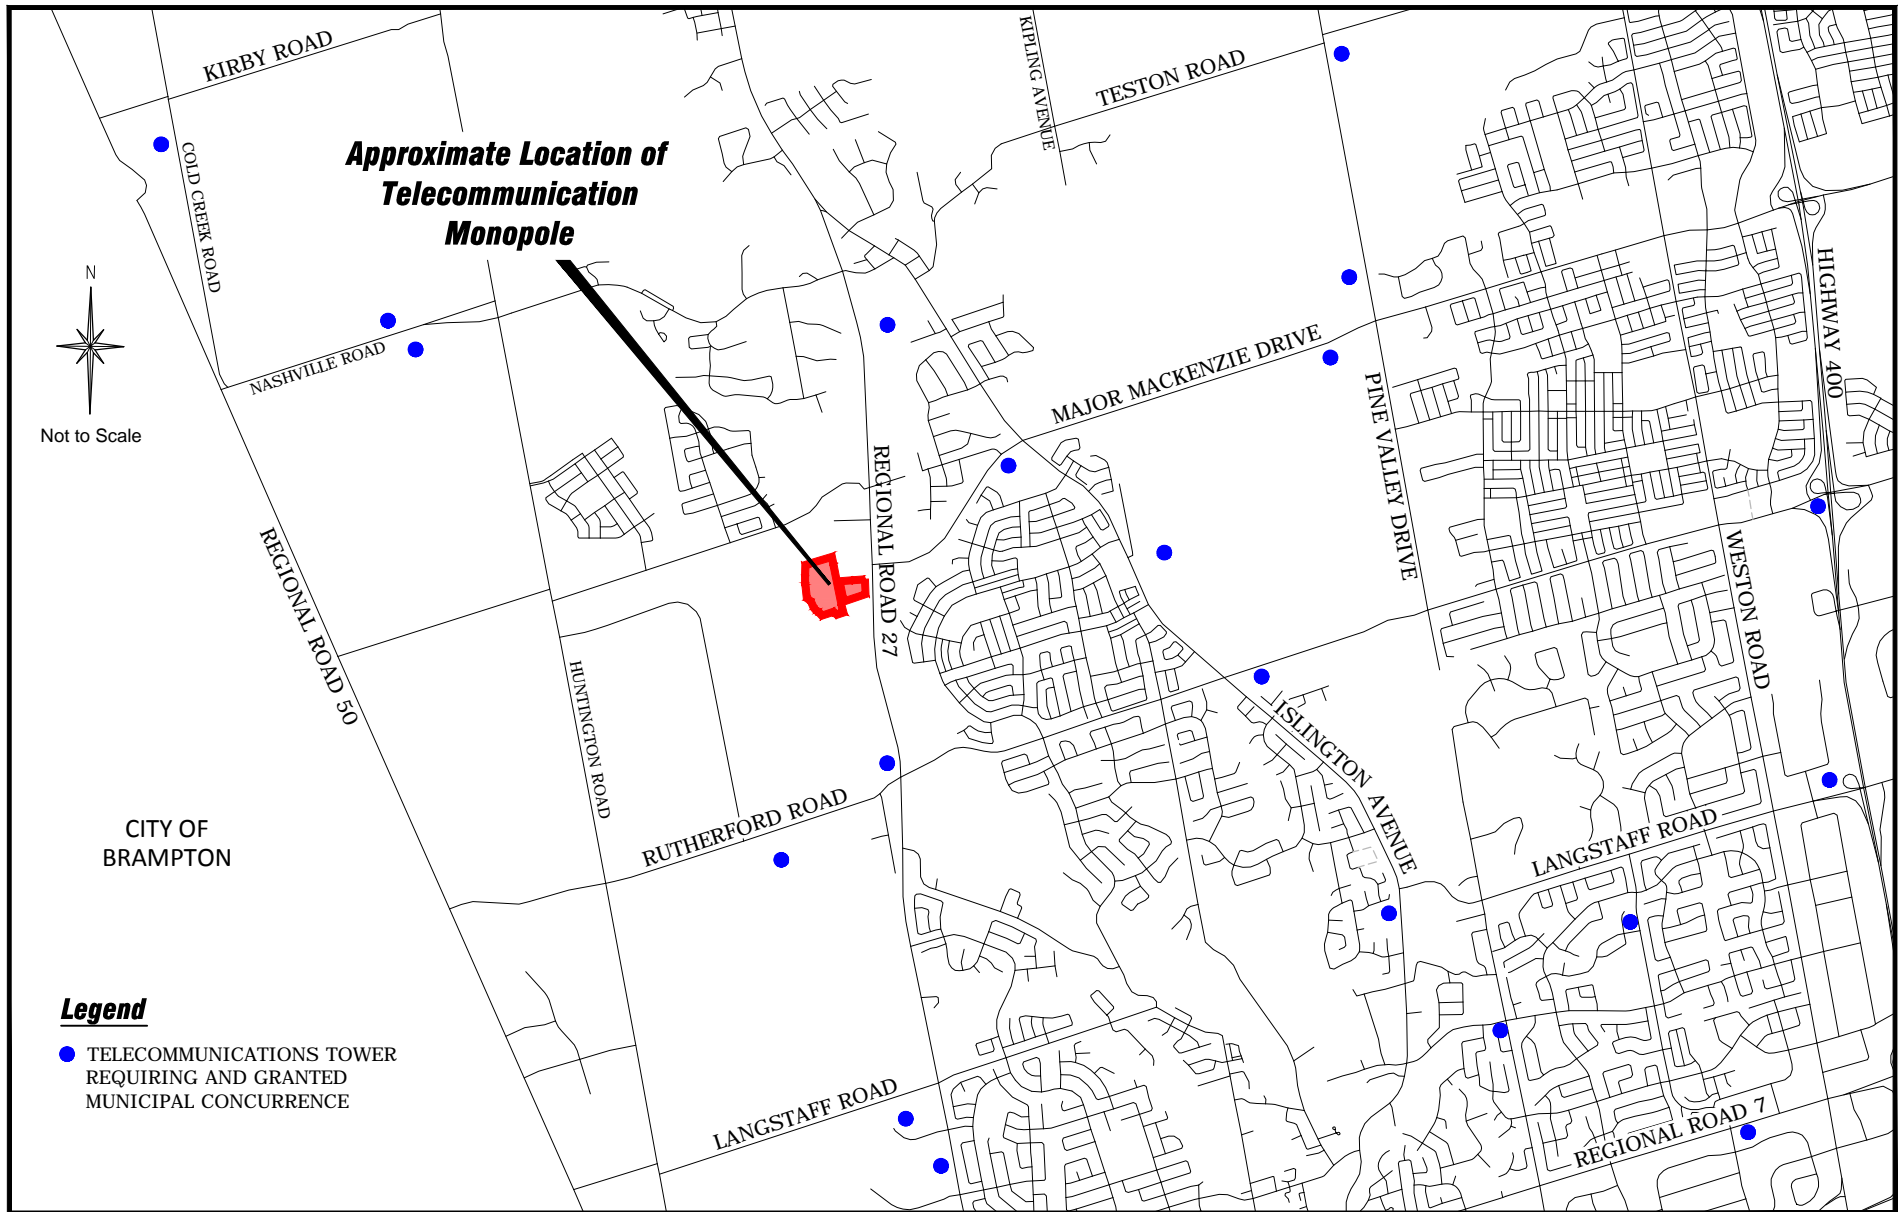 KIRBY ROAD
KIPLING AVENUE
TESTON ROAD
COLD CREEK ROAD
Approximate Location of
Telecommunication
Monopole
N
Not to Scale
NASHVILLE ROAD
MAJOR MACKENZIE DRIVE
HIGHWAY 400
PINE VALLEY DRIVE
REGIONAL ROAD 27
REGIONAL ROAD 50
HUNTINGTON ROAD
WESTON ROAD
ISLINGTON AVENUE
RUTHERFORD ROAD
LANGSTAFF ROAD
CITY OF
BRAMPTON
Legend
TELECOMMUNICATIONS TOWER
REQUIRING AND GRANTED
MUNICIPAL CONCURRENCE
LANGSTAFF ROAD
REGIONAL ROAD 7